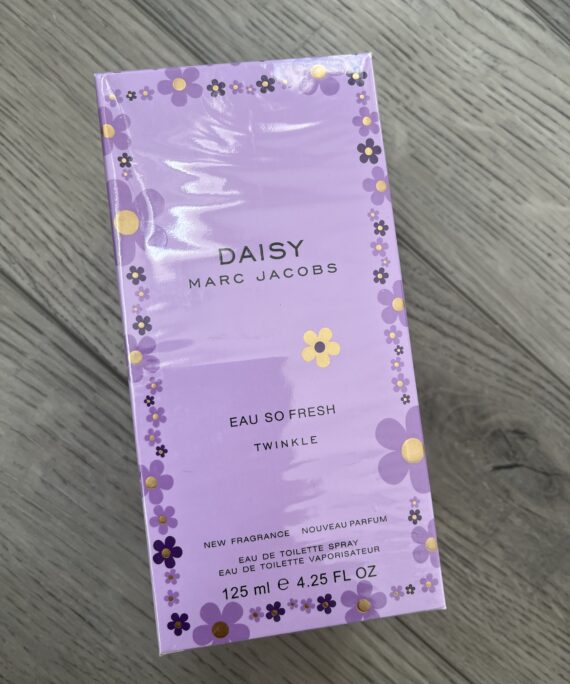 DAISY
MARC JACOBS
EAU SO FRESH
TWINKLE
NEW FRAGRANCE NOUVEAU PARFUM
EAU DE TOILETTE SPRAY
EAU DE TOILETTE VAPORISATEUR
125 ml ℮ 4.25 FL OZ